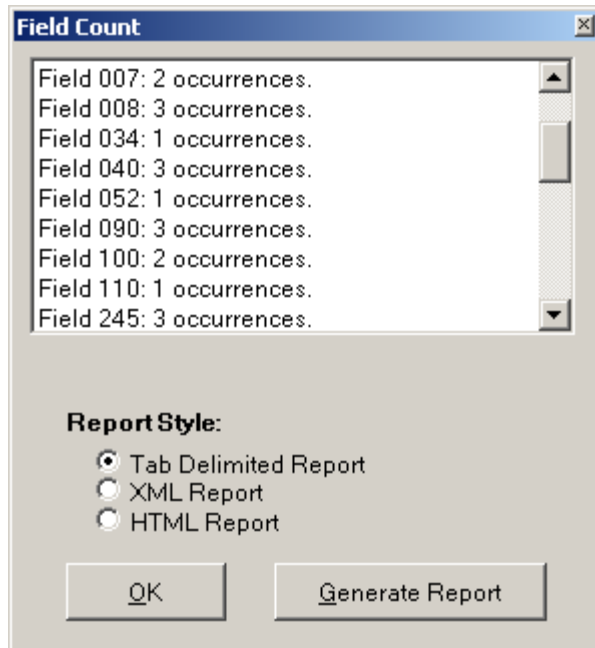 Field Count
Field 007: 2 occurrences.
Field 008: 3 occurrences.
Field 034: 1 occurrences.
Field 040: 3 occurrences.
Field 052: 1 occurrences.
Field 090: 3 occurrences.
Field 100: 2 occurrences.
Field 110: 1 occurrences.
Field 245: 3 occurrences.
Report Style:
Tab Delimited Report
XML Report
HTML Report
OK Generate Report